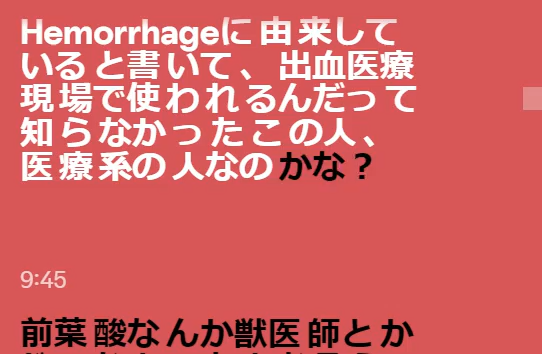 Hemorrhageに由来して
いると書いて、出血医療
現場で使われるんだって
知らなかったこの人、
医療系の人なのかな？
9:45
前葉酸なんか獣医師とか